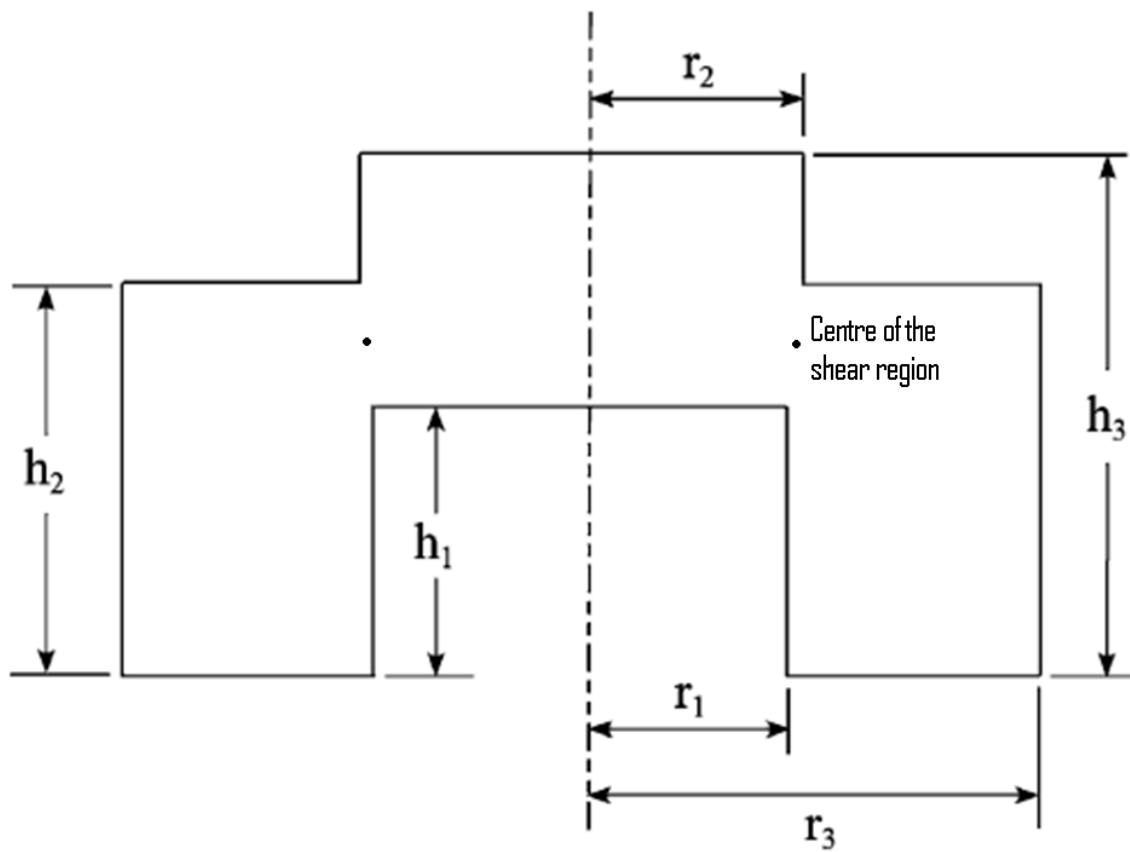 r₂
Centre of the
shear region
h₃
h₂
h₁
r₁
r₃